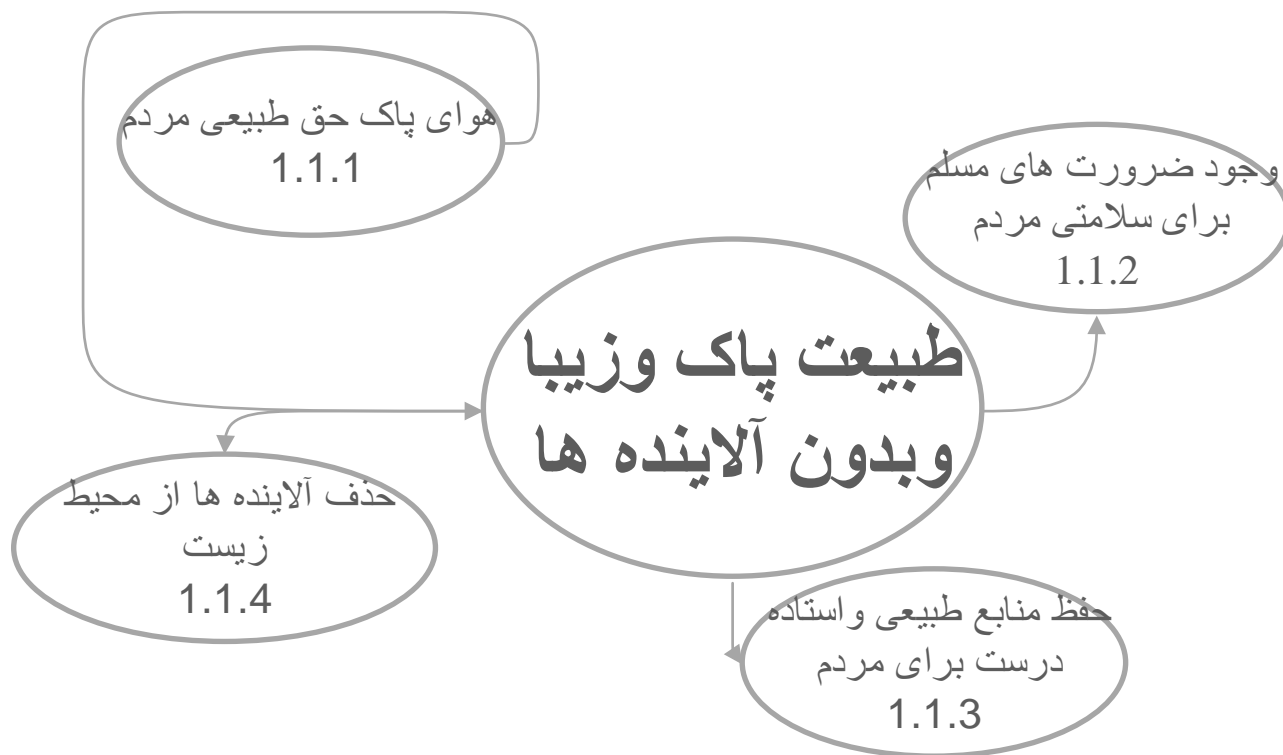 هوای پاک حق طبیعی مردم
1.1.1
وجود ضرورت های مسلم
برای سلامتی مردم
1.1.2
طبیعت پاک وزیبا
وبدون آلاینده ها
حذف آلاینده ها از محیط
زیست
1.1.4
حفظ منابع طبیعی واستاده
درست برای مردم
1.1.3